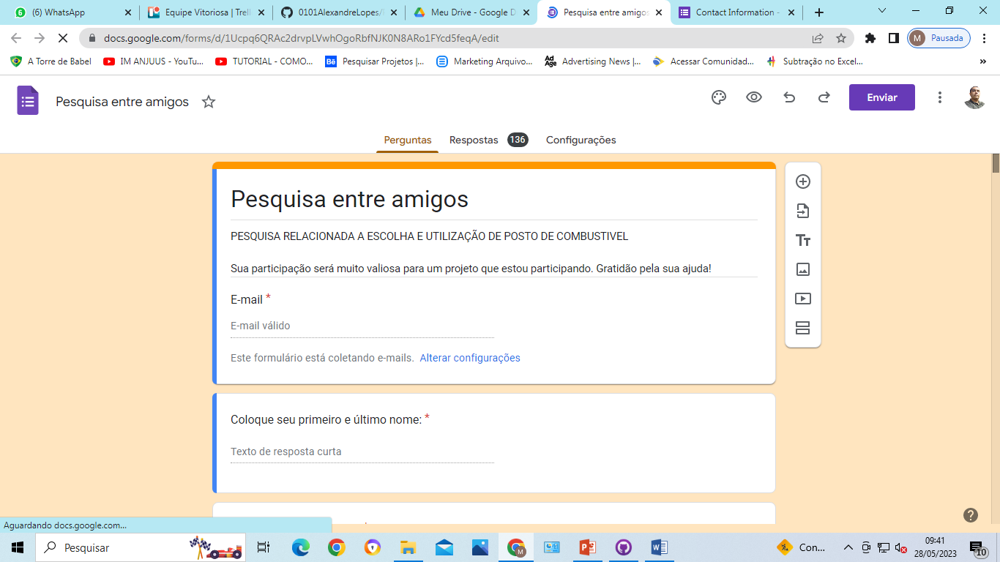 (6) WhatsApp
Equipe Vitoriosa | Trell
0101AlexandreLopes/
Meu Drive - Google D
Pesquisa entre amigos
Contact Information -
docs.google.com/forms/d/1Ucpq6QRAc2drvpLVwhOgoRbfNJK0N8ARo1FYcd5feqA/edit
M Pausada
A Torre de Babel
IM ANJUUS - YouTu...
TUTORIAL - COMO...
Bē Pesquisar Projetos |...
Marketing Arquivo...
Ad Age Advertising News |...
Acessar Comunidad...
Subtração no Excel...
»
Pesquisa entre amigos
Enviar
Perguntas
Respostas 136
Configurações
Pesquisa entre amigos
PESQUISA RELACIONADA A ESCOLHA E UTILIZAÇÃO DE POSTO DE COMBUSTIVEL
Sua participação será muito valiosa para um projeto que estou participando. Gratidão pela sua ajuda!
E-mail *
E-mail válido
Este formulário está coletando e-mails. Alterar configurações
Coloque seu primeiro e último nome: *
Texto de resposta curta
Aguardando docs.google.com...
Pesquisar
Con...
09:41
28/05/2023
10